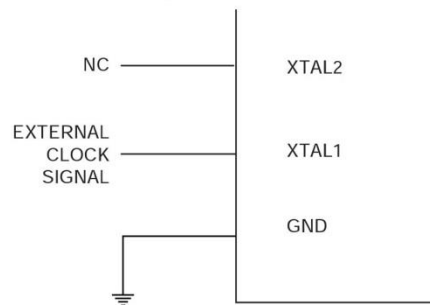 NC
XTAL2
EXTERNAL
CLOCK
SIGNAL
XTAL1
GND